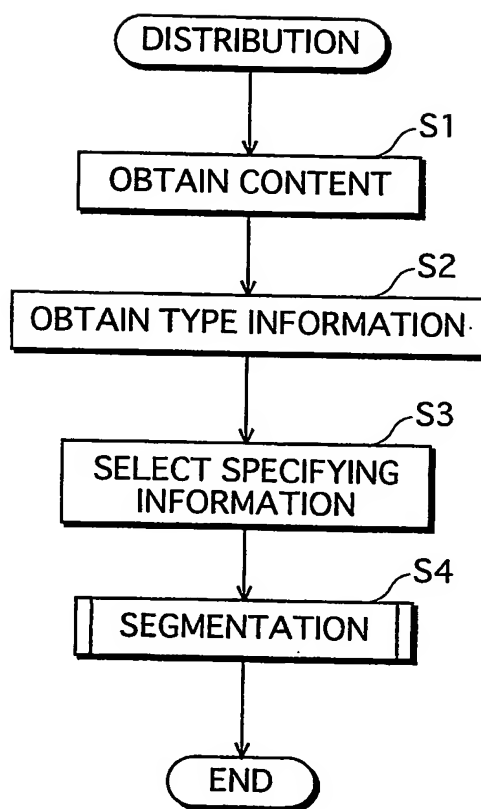 DISTRIBUTION
S1
OBTAIN CONTENT
S2
OBTAIN TYPE INFORMATION
S3
SELECT SPECIFYING
INFORMATION
S4
SEGMENTATION
END